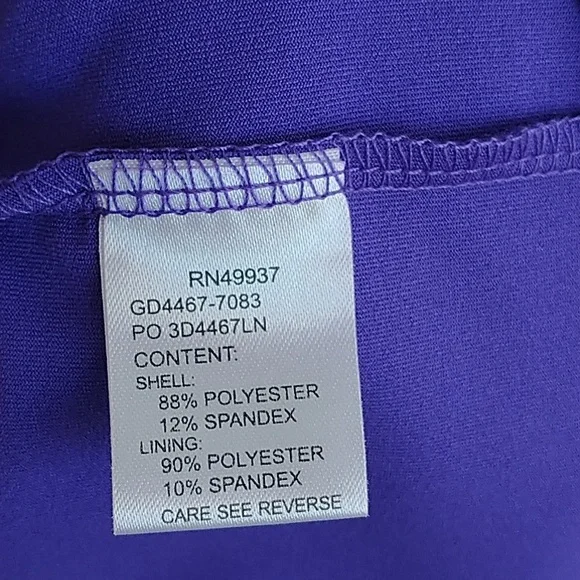 RN49937
GD4467-7083
PO 3D4467LN
CONTENT:
SHELL:
88% POLYESTER
12% SPANDEX
LINING:
90% POLYESTER
10% SPANDEX
CARE SEE REVERSE